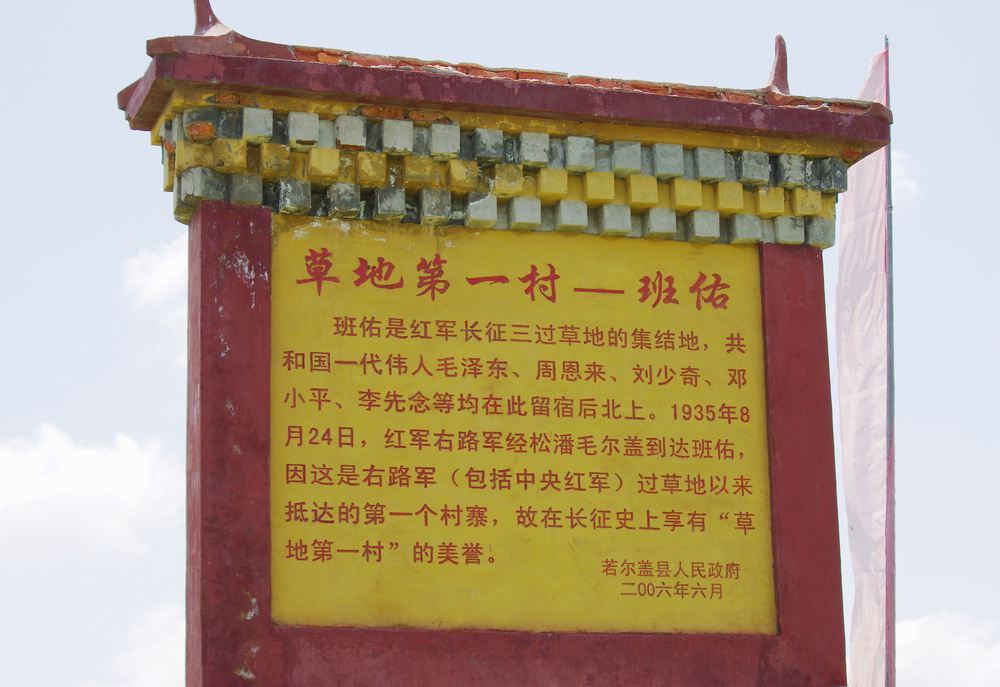 草地第一村——班佑
班佑是红军长征三过草地的集结地，共
和国一代伟人毛泽东、周恩来、刘少奇、邓
小平、李先念等均在此留宿后北上。1935年8
月24日，红军右路军经松潘毛尔盖到达班佑，
因这是右路军（包括中央红军）过草地以来
抵达的第一个村寨，故在长征史上享有“草
地第一村”的美誉。
若尔盖县人民政府
二00六年六月